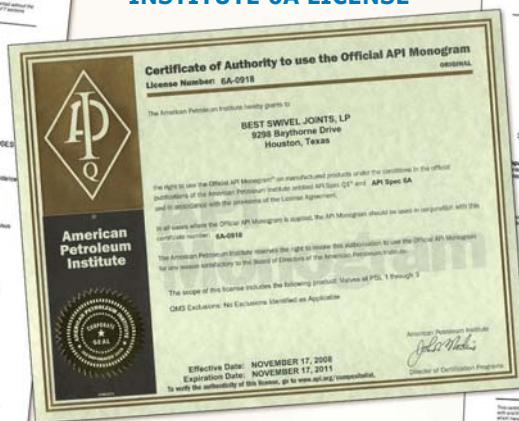 INSTITUTE 6A LICENSE
Certificate of Authority to use the Official API Monogram
License Number: 6A-0918
ORIGINAL
The American Petroleum Institute hereby grants to
BEST SWIVEL JOINTS, LP
9298 Baythorne Drive
Houston, Texas
the right to use the Official API Monogram® on manufactured products under the conditions in the official
publications of the American Petroleum Institute entitled API Spec Q1® and API Spec 6A
and in accordance with the provisions of the License Agreement.
In all cases where the Official API Monogram is applied, the API Monogram should be used in conjunction with this
certificate number: 6A-0918
The American Petroleum Institute reserves the right to revoke this authorization to use the Official API Monogram
for any reason satisfactory to the Board of Directors of the American Petroleum Institute.
The scope of this license includes the following product: Valves at PSL 1 through 3
QMS Exclusions: No Exclusions Identified as Applicable
Effective Date: NOVEMBER 17, 2008
Expiration Date: NOVEMBER 17, 2011
To verify the authenticity of this license, go to www.api.org/compositelist.
American Petroleum Institute
Director of Certification Programs
API
Q
American
Petroleum
Institute
AMERICAN PETROLEUM INSTITUTE
CORPORATE
SEAL